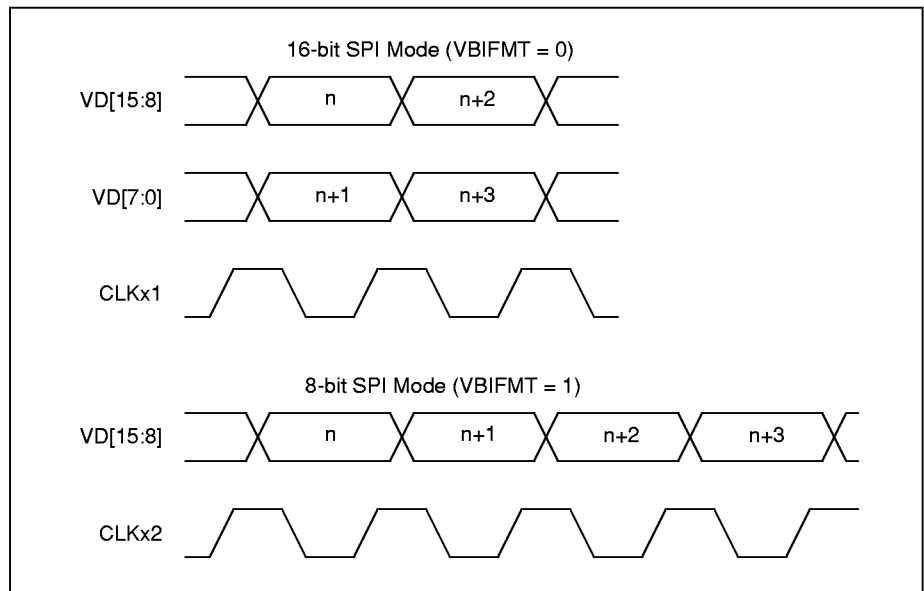 16-bit SPI Mode (VBIFMT = 0)
VD[15:8]
n
n+2
VD[7:0]
n+1
n+3
CLKx1
8-bit SPI Mode (VBIFMT = 1)
VD[15:8]
n
n+1
n+2
n+3
CLKx2